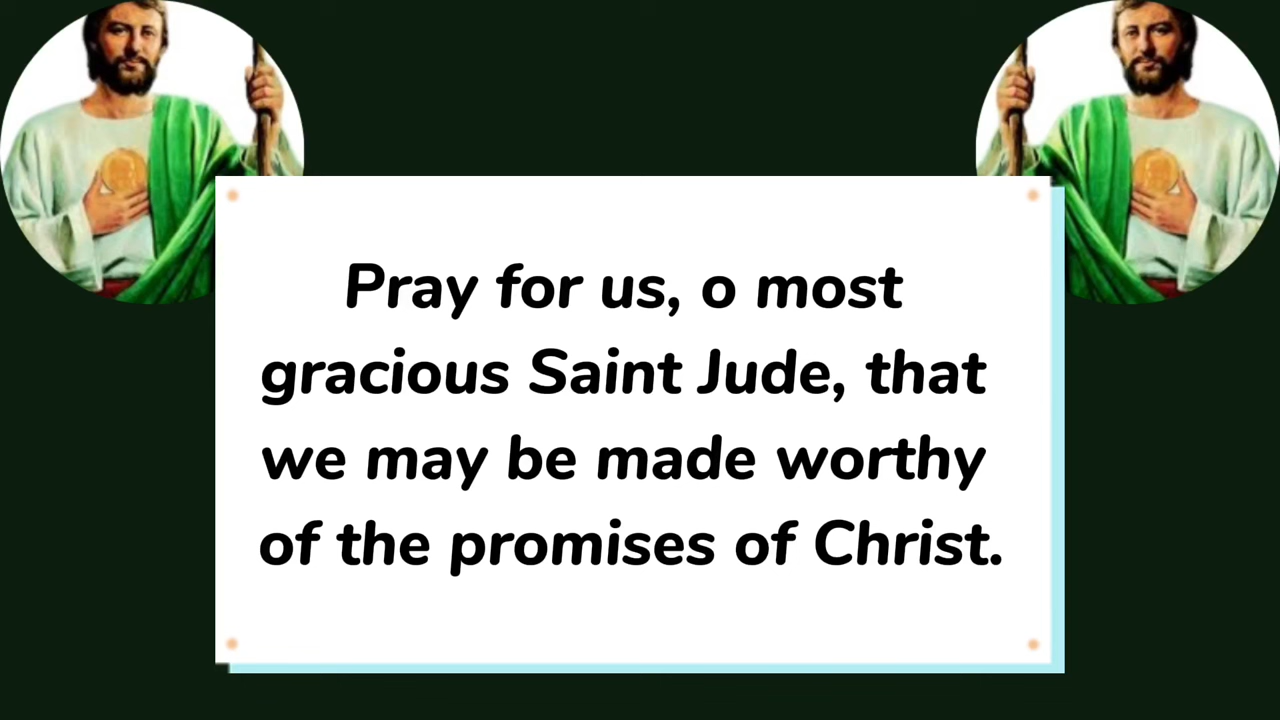 Pray for us, o most
gracious Saint Jude, that
we may be made worthy
of the promises of Christ.